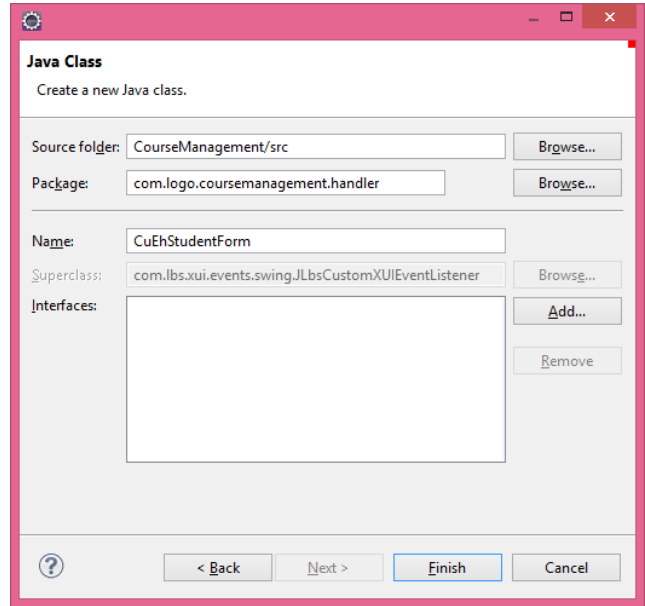 Java Class
Create a new Java class.
Source folder: CourseManagement/src Browse...
Package: com.logo.coursemanagement.handler Browse...
Name: CuEhStudentForm
Superclass: com.lbs.xui.events.swing.JLbsCustomXUIEventListener Browse...
Interfaces: Add...
Remove
? < Back Next > Finish Cancel